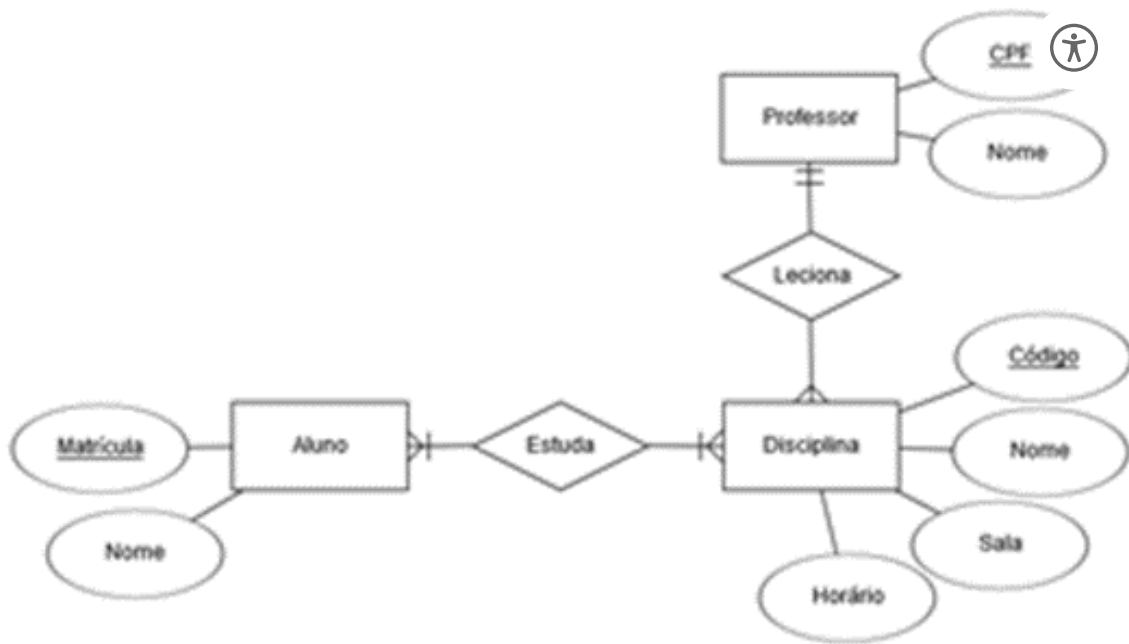 CPF
Professor
Nome
Leciona
Código
Matrícula
Aluno
Estuda
Disciplina
Nome
Nome
Sala
Horário